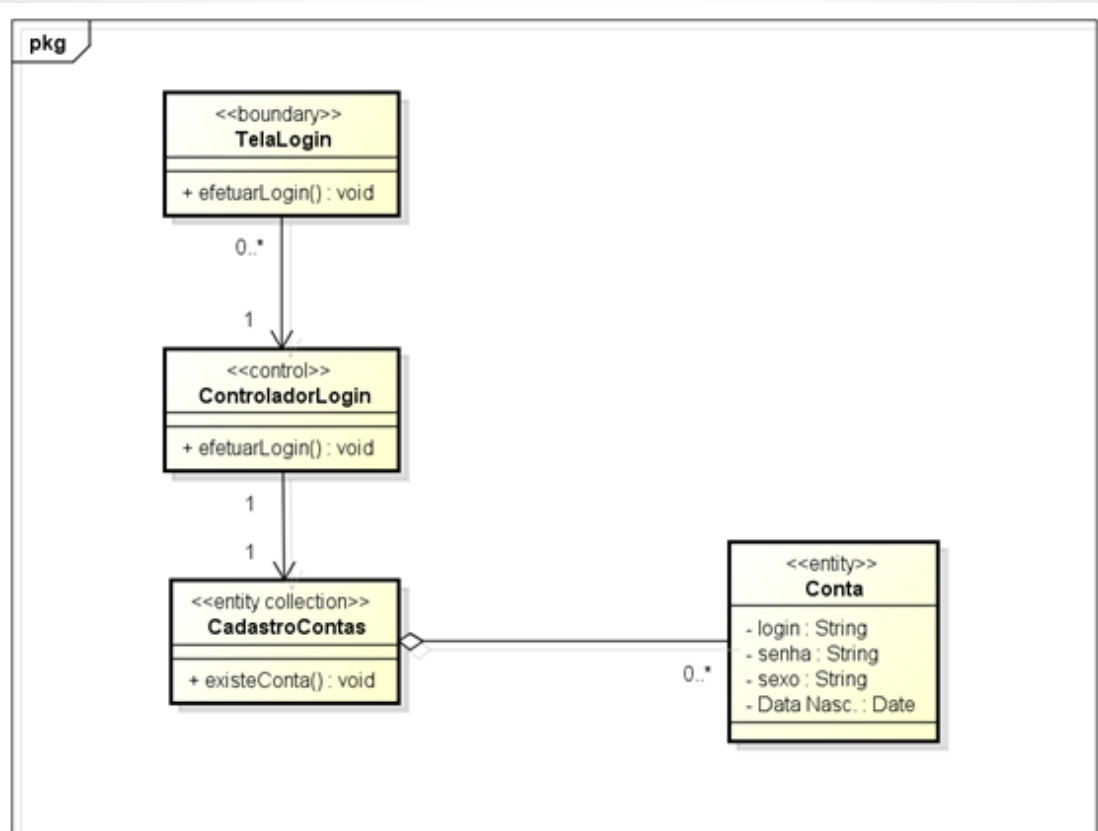 pkg
<<boundary>>
TelaLogin
+ efetuarLogin() : void
0..*
1
<<control>>
ControladorLogin
+ efetuarLogin() : void
1
1
<<entity collection>>
CadastroContas
+ existeConta() : void
0..*
<<entity>>
Conta
- login : String
- senha : String
- sexo : String
- Data Nasc. : Date